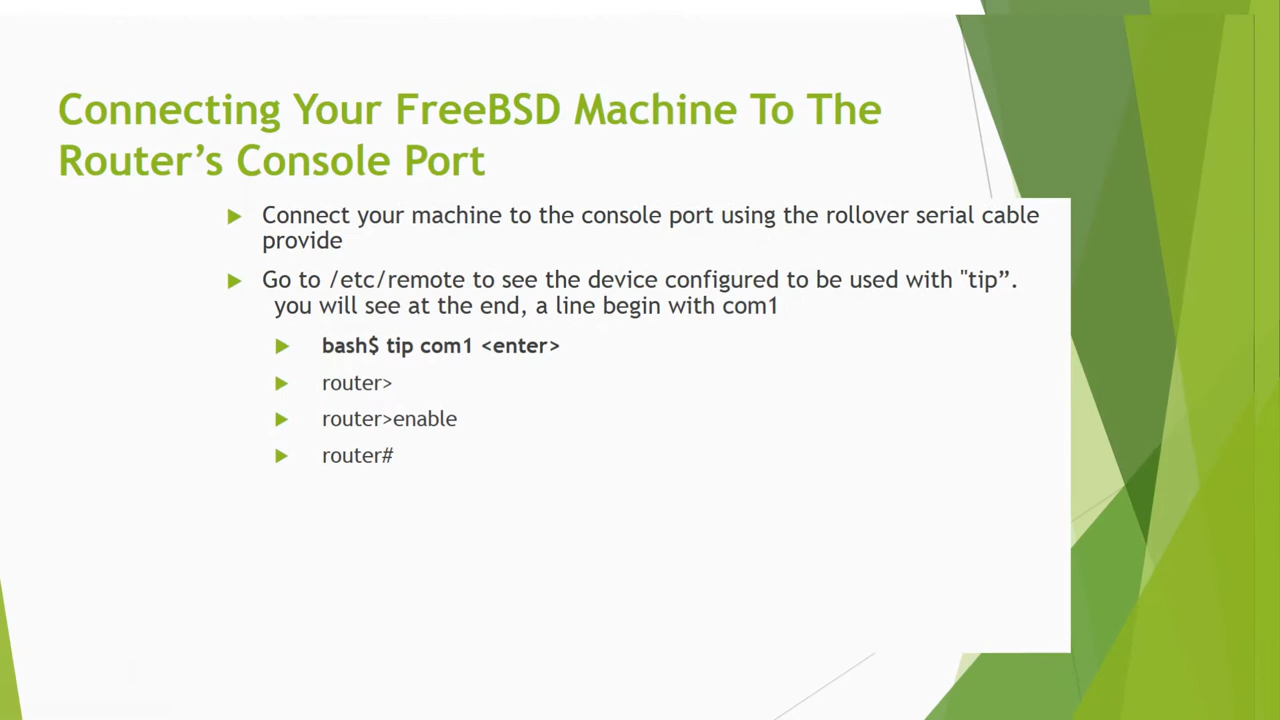 Connecting Your FreeBSD Machine To The
Router’s Console Port
Connect your machine to the console port using the rollover serial cable
provide
Go to /etc/remote to see the device configured to be used with "tip”.
you will see at the end, a line begin with com1
bash$ tip com1 <enter>
router>
router>enable
router#